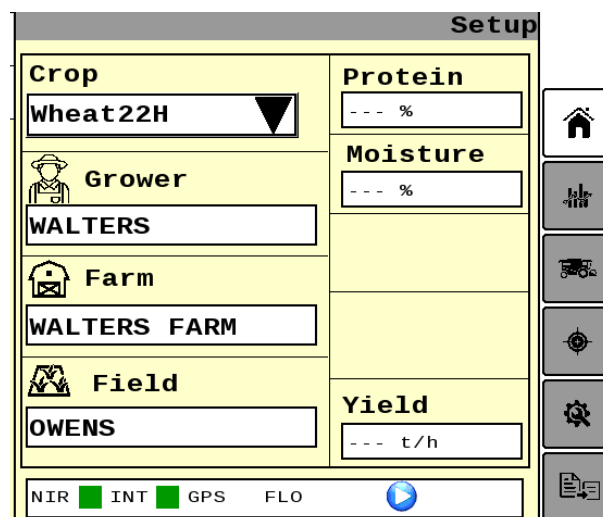 Setup
Crop
Wheat22H
Grower
WALTERS
Farm
WALTERS FARM
Field
OWENS
Protein
--- %
Moisture
--- %
Yield
--- t/h
NIR INT GPS FLO